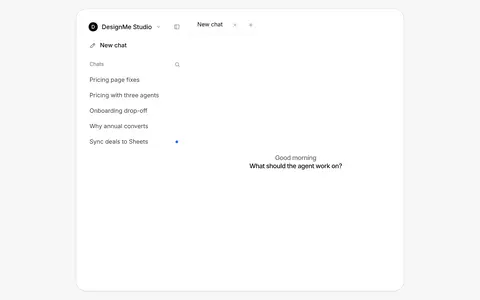 D DesignMe Studio
New chat
Chats
Pricing page fixes
Pricing with three agents
Onboarding drop-off
Why annual converts
Sync deals to Sheets
New chat
Good morning
What should the agent work on?